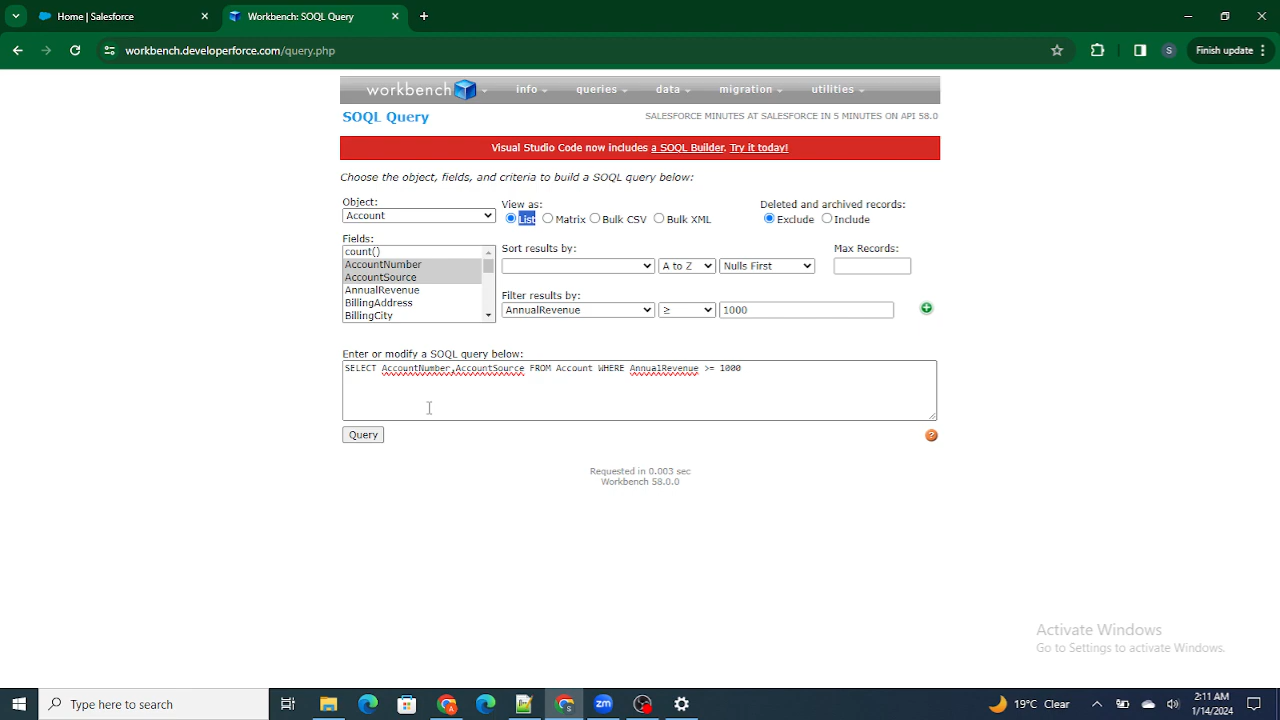 Home | Salesforce
Workbench: SOQL Query
workbench.developerforce.com/query.php
Finish update
S
workbench
info
queries
data
migration
utilities
SOQL Query
SALESFORCE MINUTES AT SALESFORCE IN 5 MINUTES ON API 58.0
Visual Studio Code now includes a SOQL Builder. Try it today!
Choose the object, fields, and criteria to build a SOQL query below:
Object:
Account
View as:
List Matrix Bulk CSV Bulk XML
Deleted and archived records:
Exclude Include
Fields:
count()
AccountNumber
AccountSource
AnnualRevenue
BillingAddress
BillingCity
Sort results by:
A to Z
Nulls First
Max Records:
Filter results by:
AnnualRevenue
≥
1000
Enter or modify a SOQL query below:
SELECT AccountNumber,AccountSource FROM Account WHERE AnnualRevenue >= 1000
Query
Requested in 0.003 sec
Workbench 58.0.0
Activate Windows
Go to Settings to activate Windows.
Type here to search
zm
19°C Clear
2:11 AM
1/14/2024